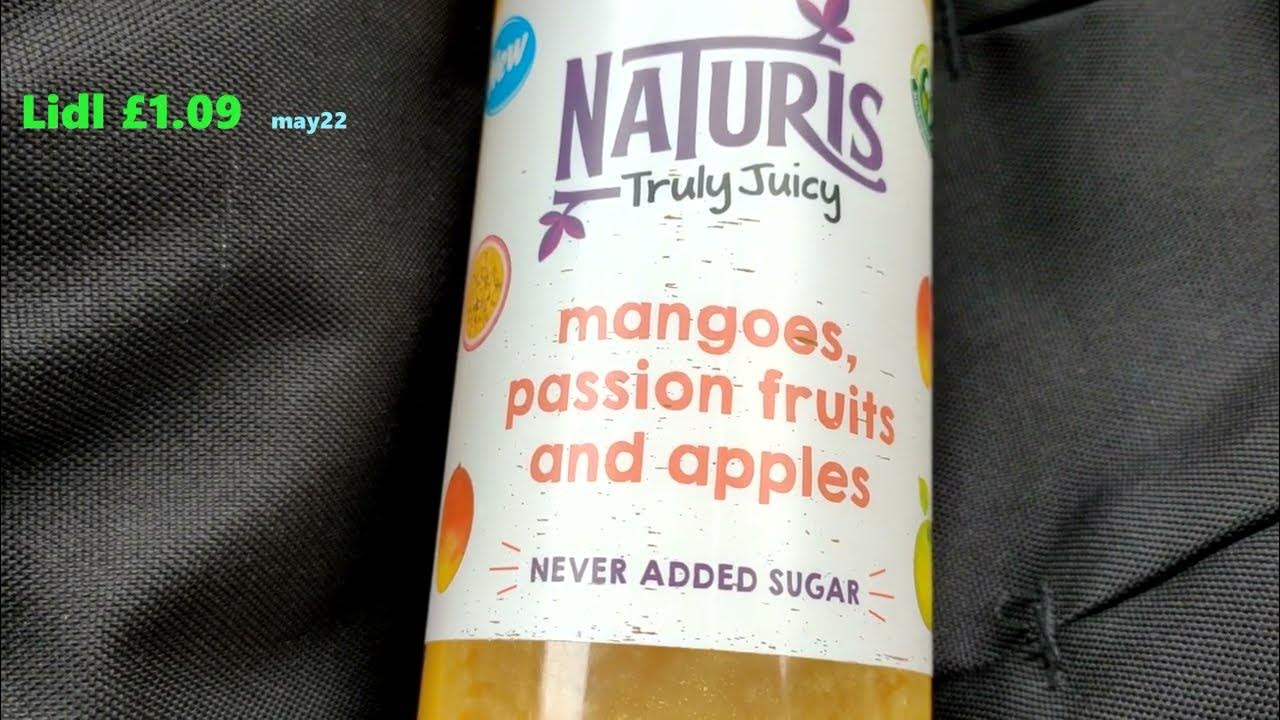 Lidl £1.09 may22
NATURIS
Truly Juicy
mangoes,
passion fruits
and apples
NEVER ADDED SUGAR